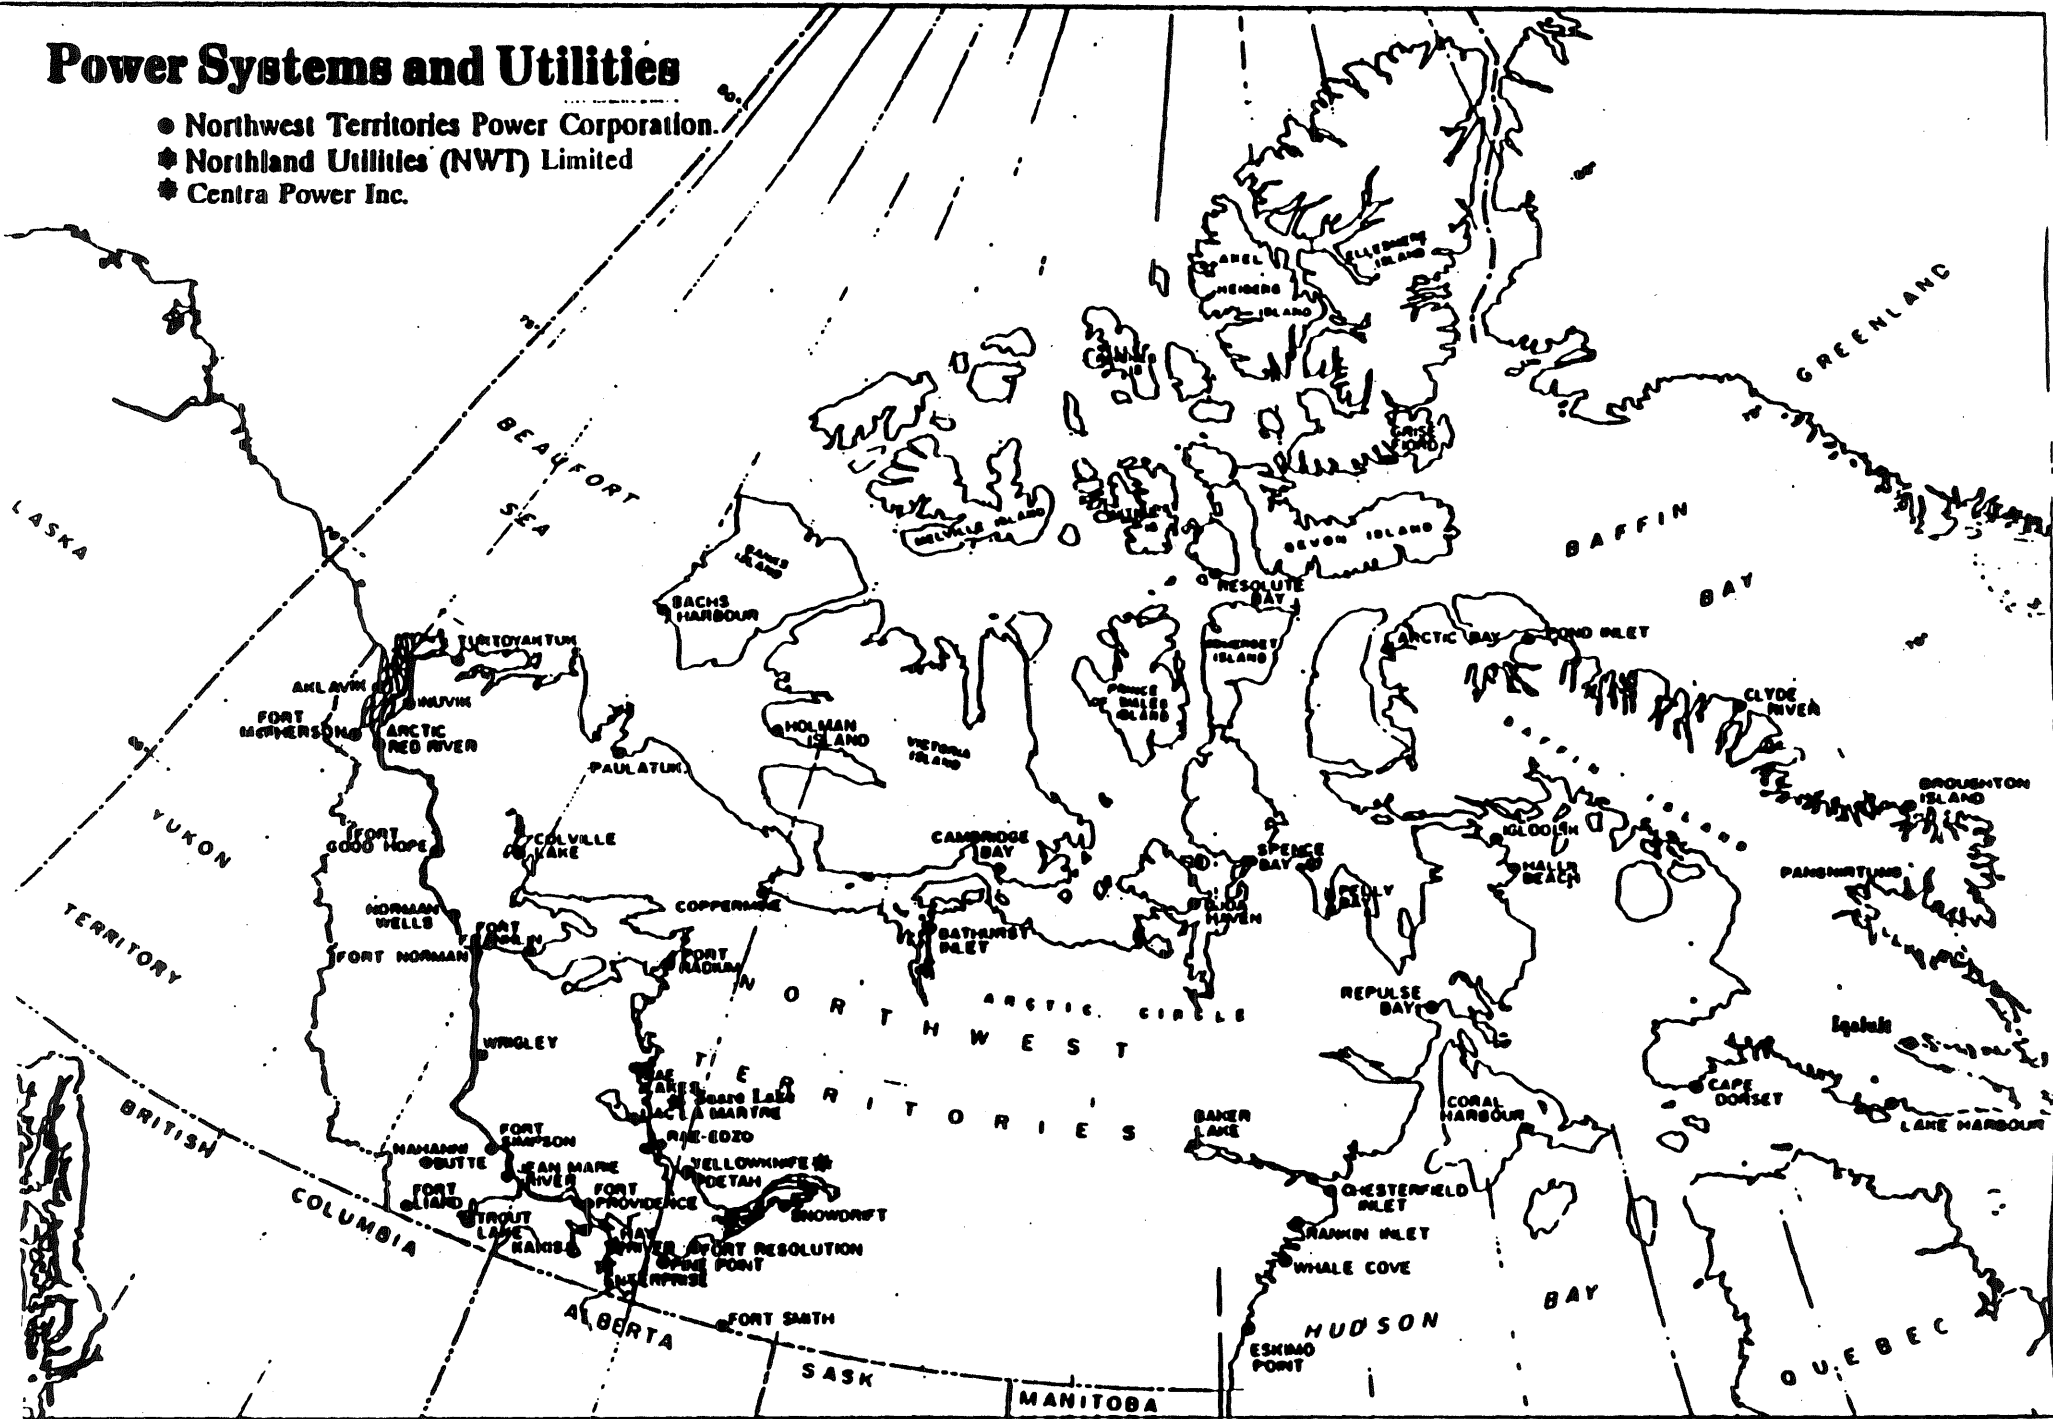 Power Systems and Utilities
Northwest Territories Power Corporation
Northland Utilities (NWT) Limited
Centra Power Inc.
80°
70°
AXEL
HEIBERG
ISLAND
ELLESMERE
ISLAND
GREENLAND
BEAUFORT
SEA
LASKA
GRISE
FIORD
MELVILLE ISLAND
DEVON ISLAND
BAFFIN
BAY
BANKS
ISLAND
SACHS
HARBOUR
RESOLUTE
BAY
SOMERSET
ISLAND
ARCTIC BAY
POND INLET
TUKTOYAKTUK
AKLAVIK
INUVIK
FORT
McPHERSON
ARCTIC
RED RIVER
PRINCE
OF WALES
ISLAND
CLYDE
RIVER
HOLMAN
ISLAND
VICTORIA
ISLAND
PAULATUK
BAFFIN ISLAND
BROUGHTON
ISLAND
YUKON
TERRITORY
FORT
GOOD HOPE
COLVILLE
LAKE
CAMBRIDGE
BAY
SPENCE
BAY
IGLOOLIK
HALL
BEACH
PANGNIRTUNG
PELLY
BAY
COPPERMINE
GJOA
HAVEN
NORMAN
WELLS
FORT
FORT NORMAN
BATHURST
INLET
PORT
RADIUM
NORTHWEST
ARCTIC CIRCLE
REPULSE
BAY
Iqaluit
WRIGLEY
TERRITORIES
RAE
LAKES
Snare Lake
LAC LA MARTRE
CAPE
DORSET
LAKE HARBOUR
CORAL
HARBOUR
BAKER
LAKE
BRITISH
COLUMBIA
FORT
SIMPSON
RAE-EDZO
NAHANNI
BUTTE
JEAN MARIE
RIVER
YELLOWKNIFE
DETAH
FORT
LIARD
FORT
PROVIDENCE
SNOWDRIFT
CHESTERFIELD
INLET
TROUT
LAKE
KAKISA
HAY
RIVER
FORT RESOLUTION
PINE POINT
ENTERPRISE
RANKIN INLET
WHALE COVE
FORT SMITH
ALBERTA
HUDSON
BAY
ESKIMO
POINT
SASK
MANITOBA
QUEBEC